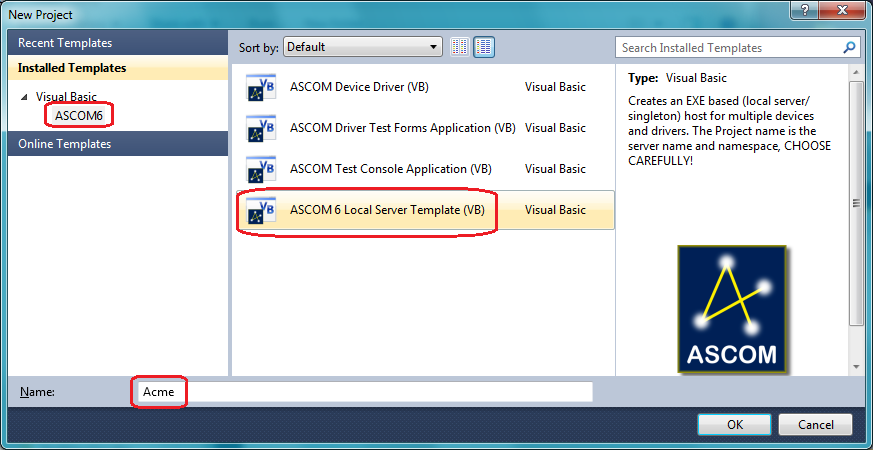 New Project
Recent Templates
Installed Templates
Visual Basic
ASCOM6
Online Templates
Sort by: Default
ASCOM Device Driver (VB) Visual Basic
ASCOM Driver Test Forms Application (VB) Visual Basic
ASCOM Test Console Application (VB) Visual Basic
ASCOM 6 Local Server Template (VB) Visual Basic
Search Installed Templates
Type: Visual Basic
Creates an EXE based (local server/
singleton) host for multiple devices
and drivers. The Project name is the
server name and namespace, CHOOSE
CAREFULLY!
ASCOM
Name: Acme
OK Cancel